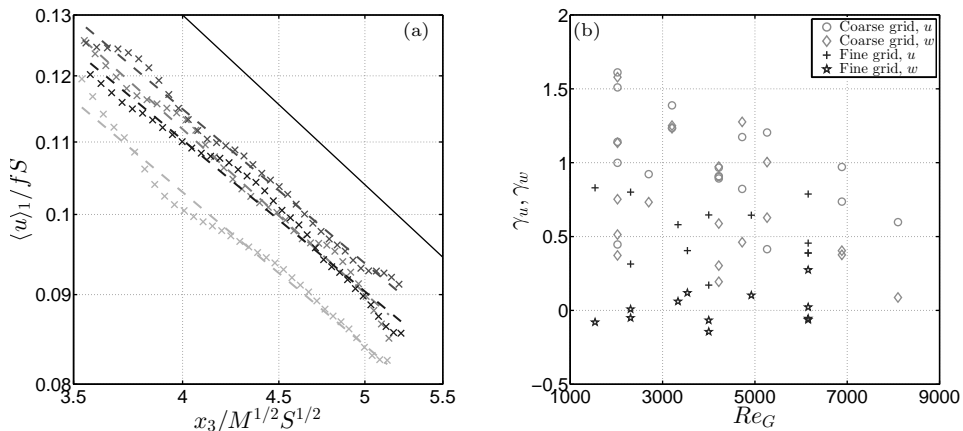 (a)
0.13
0.12
0.11
0.1
0.09
0.08
3.5 4 4.5 5 5.5
⟨u⟩₁/fS
x₃/M^{1/2}S^{1/2}
(b)
Coarse grid, u
Coarse grid, w
Fine grid, u
Fine grid, w
2
1.5
1
0.5
0
−0.5
1000 3000 5000 7000 9000
γ_u, γ_w
Re_G